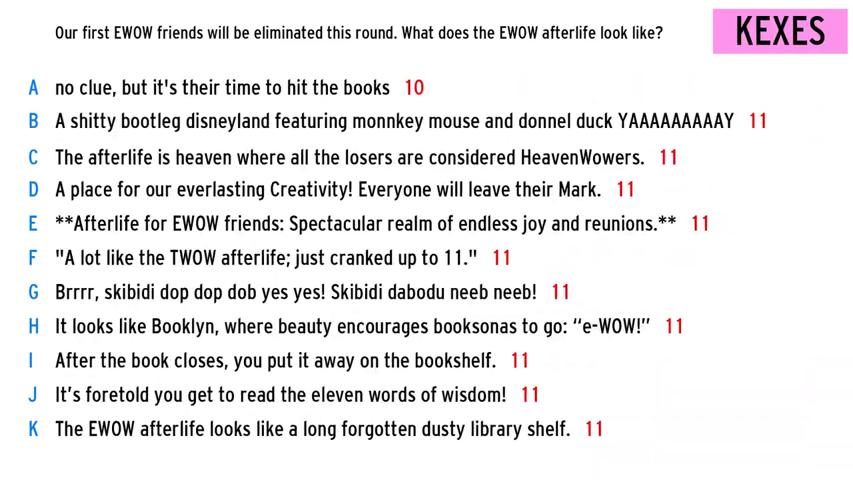 Our first EWOW friends will be eliminated this round. What does the EWOW afterlife look like?
KEXES
A no clue, but it's their time to hit the books 10
B A shitty bootleg disneyland featuring monnkey mouse and donnel duck YAAAAAAAAAY 11
C The afterlife is heaven where all the losers are considered HeavenWowers. 11
D A place for our everlasting Creativity! Everyone will leave their Mark. 11
E **Afterlife for EWOW friends: Spectacular realm of endless joy and reunions.** 11
F "A lot like the TWOW afterlife; just cranked up to 11." 11
G Brrrr, skibidi dop dop dob yes yes! Skibidi dabodu neeb neeb! 11
H It looks like Booklyn, where beauty encourages booksonas to go: “e-WOW!” 11
I After the book closes, you put it away on the bookshelf. 11
J It’s foretold you get to read the eleven words of wisdom! 11
K The EWOW afterlife looks like a long forgotten dusty library shelf. 11